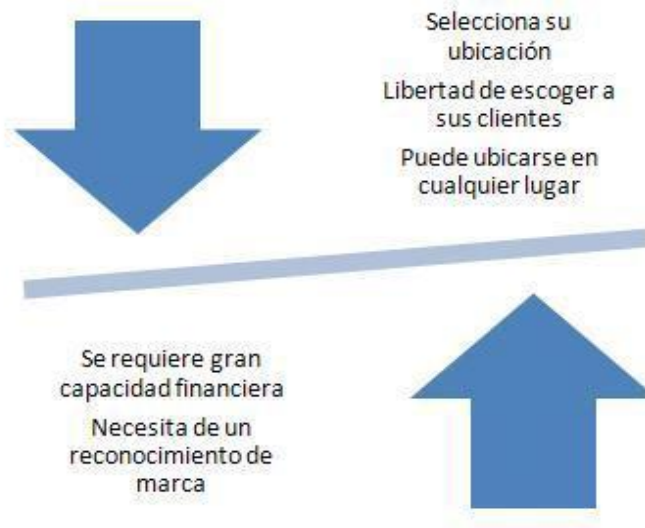 Selecciona su
ubicación
Libertad de escoger a
sus clientes
Puede ubicarse en
cualquier lugar
Se requiere gran
capacidad financiera
Necesita de un
reconocimiento de
marca